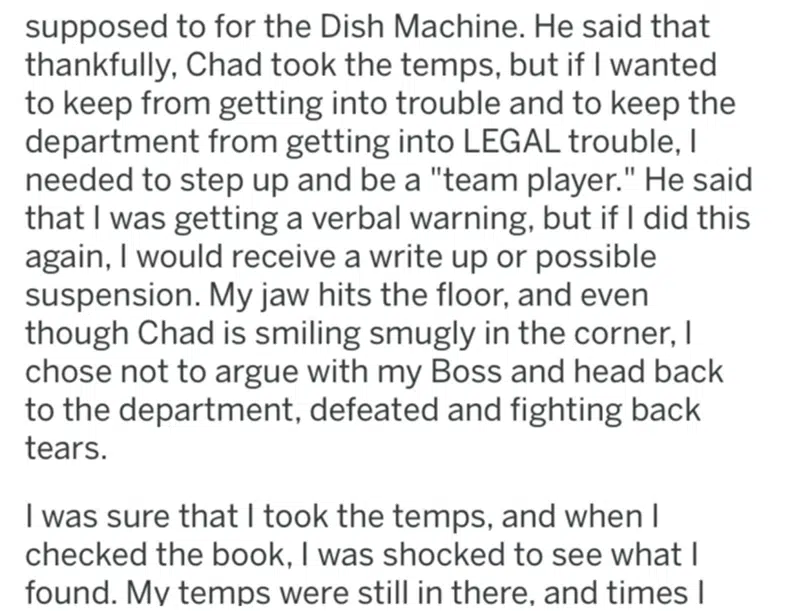 supposed to for the Dish Machine. He said that
thankfully, Chad took the temps, but if I wanted
to keep from getting into trouble and to keep the
department from getting into LEGAL trouble, I
needed to step up and be a "team player." He said
that I was getting a verbal warning, but if I did this
again, I would receive a write up or possible
suspension. My jaw hits the floor, and even
though Chad is smiling smugly in the corner, I
chose not to argue with my Boss and head back
to the department, defeated and fighting back
tears.
I was sure that I took the temps, and when I
checked the book, I was shocked to see what I
found. My temps were still in there, and times I